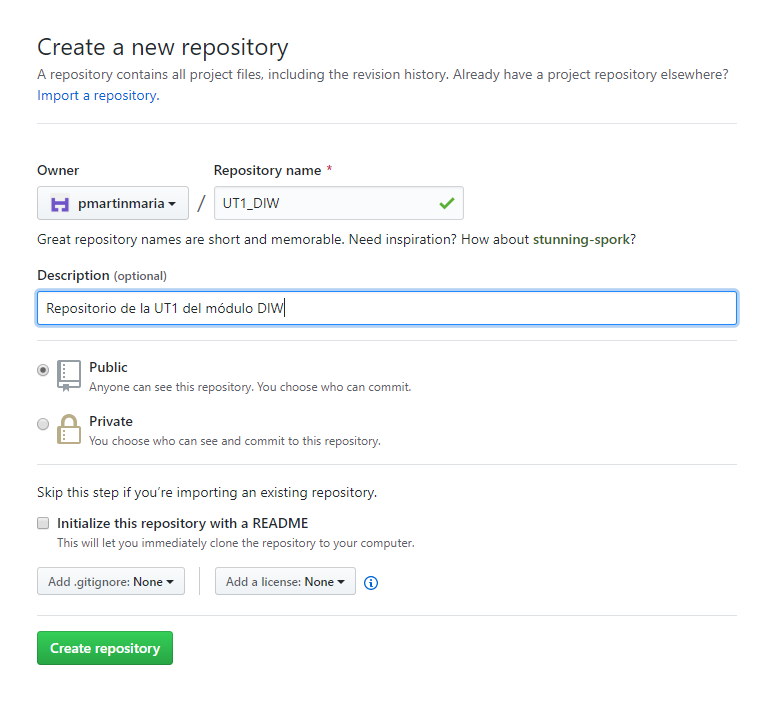 Create a new repository
A repository contains all project files, including the revision history. Already have a project repository elsewhere?
Import a repository.
Owner
Repository name *
pmartinmaria / UT1_DIW
Great repository names are short and memorable. Need inspiration? How about stunning-spork?
Description (optional)
Repositorio de la UT1 del módulo DIW
Public
Anyone can see this repository. You choose who can commit.
Private
You choose who can see and commit to this repository.
Skip this step if you’re importing an existing repository.
Initialize this repository with a README
This will let you immediately clone the repository to your computer.
Add .gitignore: None
Add a license: None
Create repository